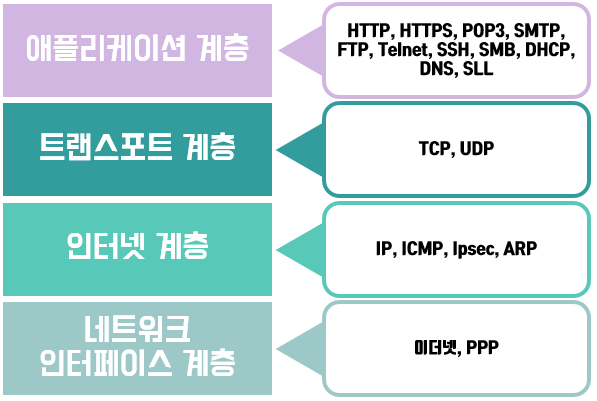 애플리케이션 계층
HTTP, HTTPS, POP3, SMTP,
FTP, Telnet, SSH, SMB, DHCP,
DNS, SLL
트랜스포트 계층
TCP, UDP
인터넷 계층
IP, ICMP, Ipsec, ARP
네트워크
인터페이스 계층
이더넷, PPP